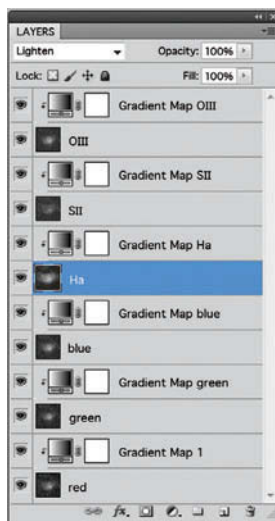 LAYERS
Lighten Opacity: 100%
Lock: Fill: 100%
Gradient Map OIII
OIII
Gradient Map SII
SII
Gradient Map Ha
Ha
Gradient Map blue
blue
Gradient Map green
green
Gradient Map 1
red
fx.